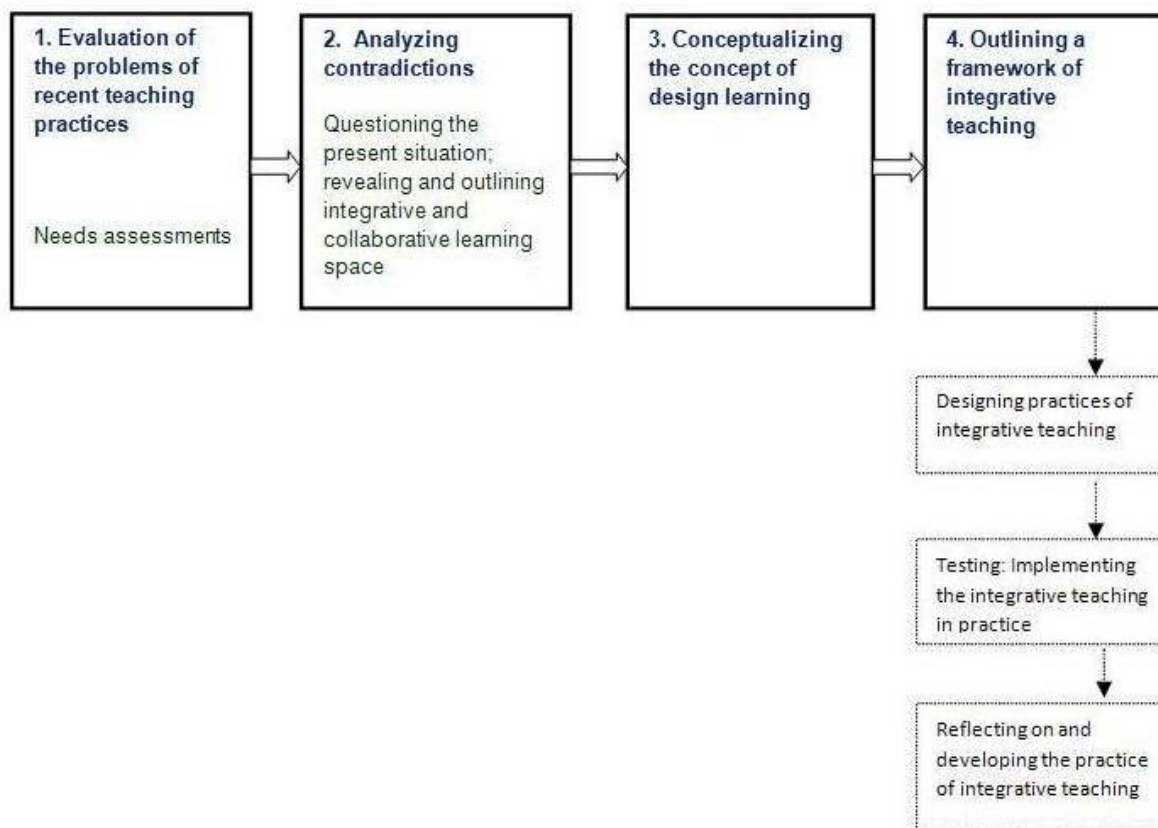 1. Evaluation of
the problems of
recent teaching
practices
Needs assessments
2. Analyzing
contradictions
Questioning the
present situation;
revealing and outlining
integrative and
collaborative learning
space
3. Conceptualizing
the concept of
design learning
4. Outlining a
framework of
integrative
teaching
Designing practices of
integrative teaching
Testing: Implementing
the integrative teaching
in practice
Reflecting on and
developing the practice
of integrative teaching